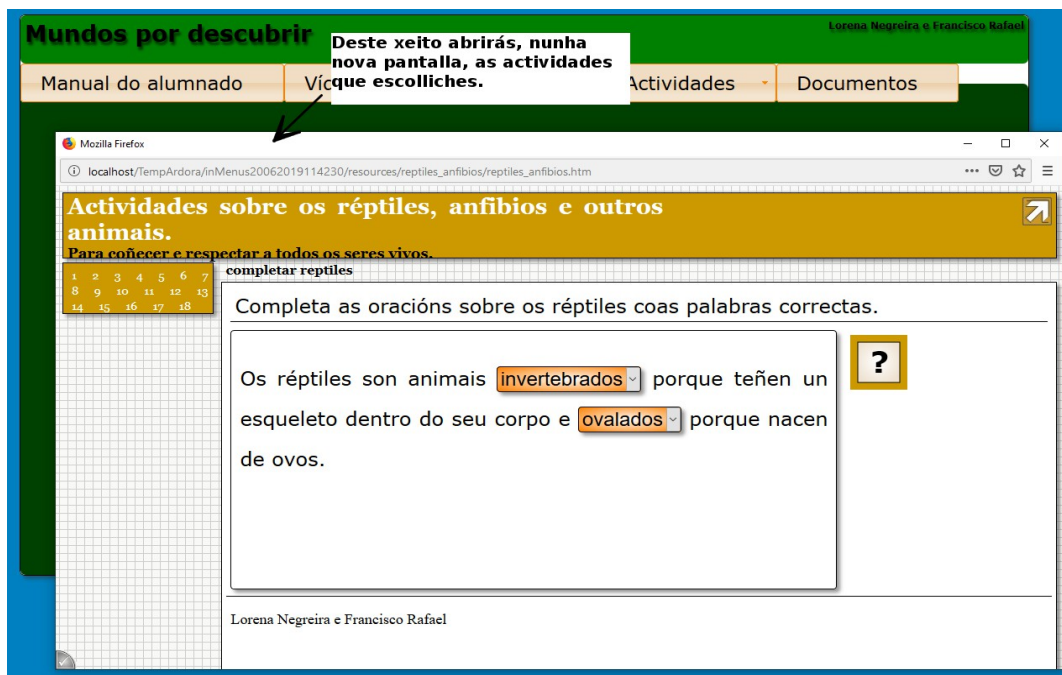 Mundos por descubrir
Lorena Negreira e Francisco Rafael
Deste xeito abrirás, nunha
nova pantalla, as actividades
que escolliches.
Manual do alumnado
Actividades
Documentos
Mozilla Firefox
localhost/TempArdora/inMenus20062019114230/resources/reptiles_anfibios/reptiles_anfibios.htm
Actividades sobre os réptiles, anfibios e outros
animais.
Para coñecer e respectar a todos os seres vivos.
1 2 3 4 5 6 7
8 9 10 11 12 13
14 15 16 17 18
completar reptiles
Completa as oracións sobre os réptiles coas palabras correctas.
Os réptiles son animais invertebrados porque teñen un
esqueleto dentro do seu corpo e ovalados porque nacen
de ovos.
?
Lorena Negreira e Francisco Rafael